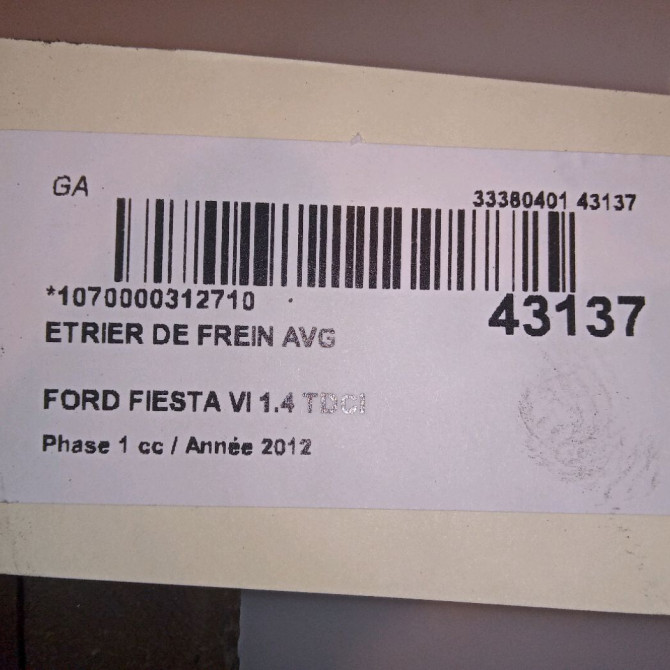 GA
33380401 43137
*1070000312710
43137
ETRIER DE FREIN AVG
FORD FIESTA VI 1.4 TDCI
Phase 1 cc / Année 2012